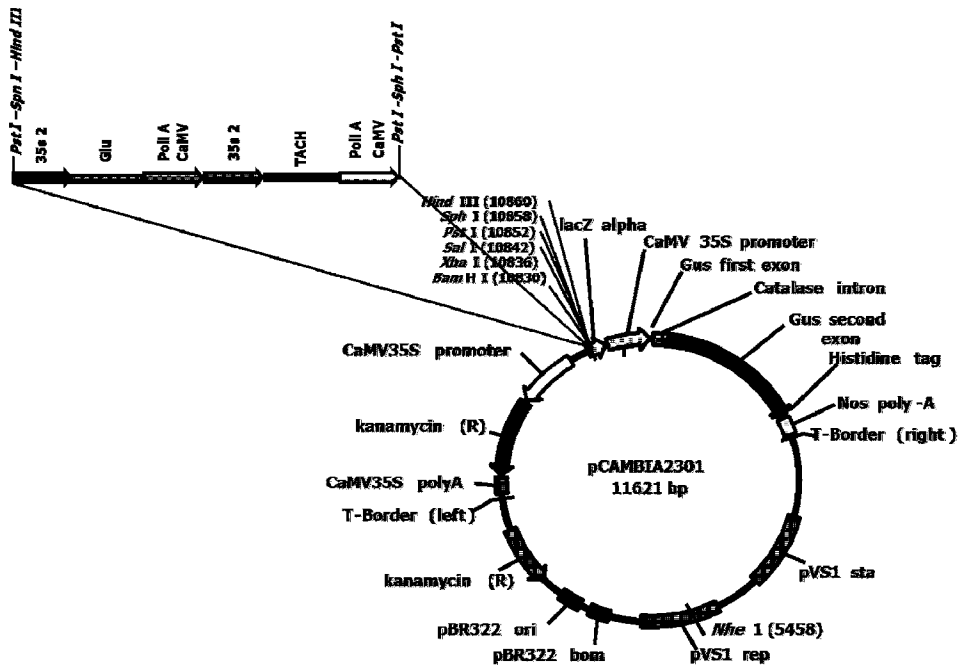 Pst I -Spn I -Hind III
35s 2
Glu
Poll A
CaMV
35s 2
TACH
Poll A
CaMV
Pst I -Sph I -Pst I
Hind III (10860)
Sph I (10858)
Pst I (10852)
Sal I (10842)
Xba I (10836)
Bam H I (10830)
lacZ alpha
CaMV 35S promoter
Gus first exon
Catalase intron
Gus second
exon
Histidine tag
Nos poly -A
T-Border (right)
CaMV35S promoter
kanamycin (R)
CaMV35S polyA
T-Border (left)
kanamycin (R)
pBR322 ori
pBR322 bom
pVS1 rep
Nhe 1 (5458)
pVS1 sta
pCAMBIA2301
11621 bp